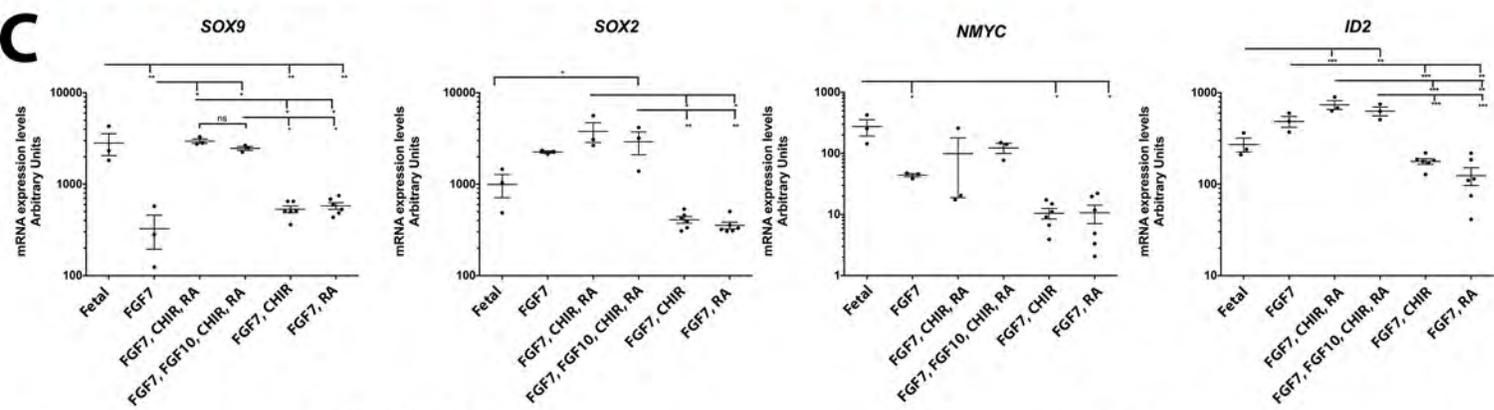 C
SOX9
mRNA expression levels
Arbitrary Units
10000
1000
100
**
**
**
*
*
*
*
*
ns
*
*
Fetal
FGF7
FGF7, CHIR, RA
FGF7, FGF10, CHIR, RA
FGF7, CHIR
FGF7, RA
SOX2
mRNA expression levels
Arbitrary Units
10000
1000
100
*
*
*
**
**
Fetal
FGF7
FGF7, CHIR, RA
FGF7, FGF10, CHIR, RA
FGF7, CHIR
FGF7, RA
NMYC
mRNA expression levels
Arbitrary Units
1000
100
10
1
*
*
*
Fetal
FGF7
FGF7, CHIR, RA
FGF7, FGF10, CHIR, RA
FGF7, CHIR
FGF7, RA
ID2
mRNA expression levels
Arbitrary Units
1000
100
10
***
**
***
**
***
**
***
***
Fetal
FGF7
FGF7, CHIR, RA
FGF7, FGF10, CHIR, RA
FGF7, CHIR
FGF7, RA